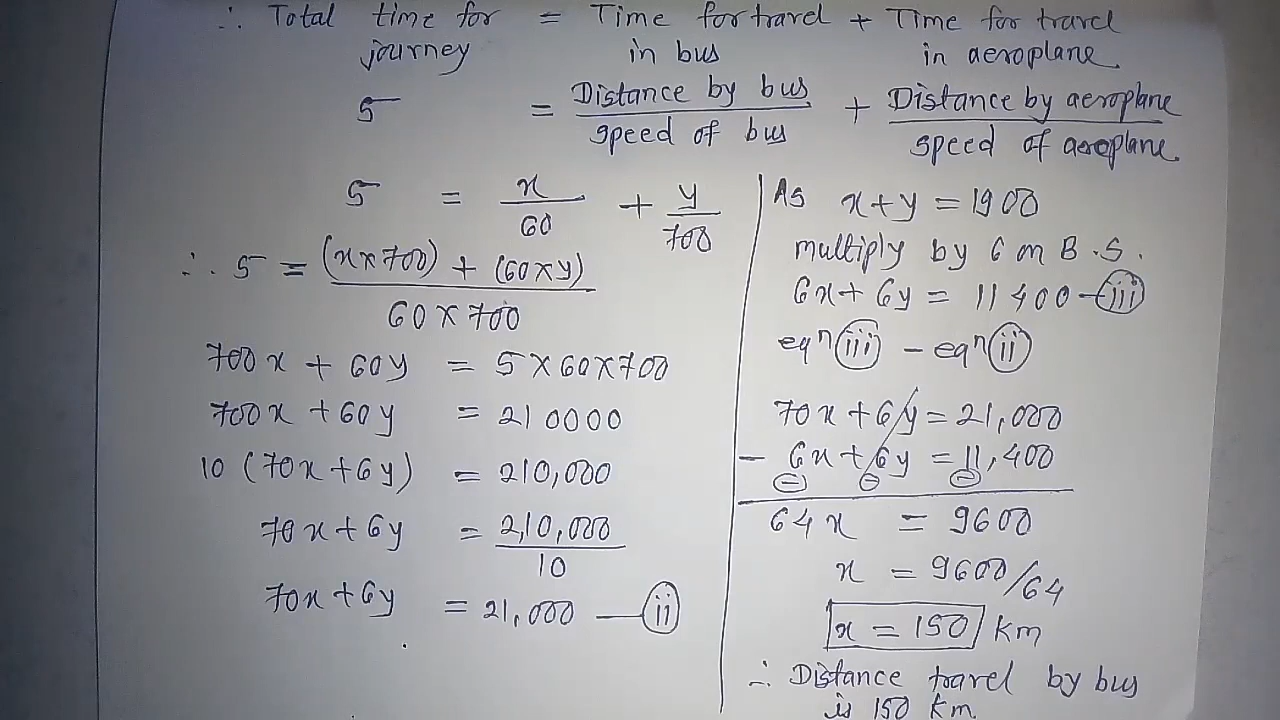 ∴ Total time for journey = Time for travel in bus + Time for travel in aeroplane
5 = Distance by bus / speed of bus + Distance by aeroplane / speed of aeroplane
5 = x/60 + y/700
∴ 5 = (x×700) + (60×y) / 60×700
700x + 60y = 5×60×700
700x + 60y = 210000
10 (70x+6y) = 210,000
70x+6y = 2,10,000 / 10
70x+6y = 21,000 — (ii)
As x+y = 1900
multiply by 6 on B.S.
6x+6y = 11400 - (iii)
eqn (iii) - eqn (ii)
70x+6y = 21,000
- 6x+6y = 11,400
(-) (-) (-)
64x = 9600
x = 9600/64
x = 150 km
∴ Distance travel by bus
is 150 km